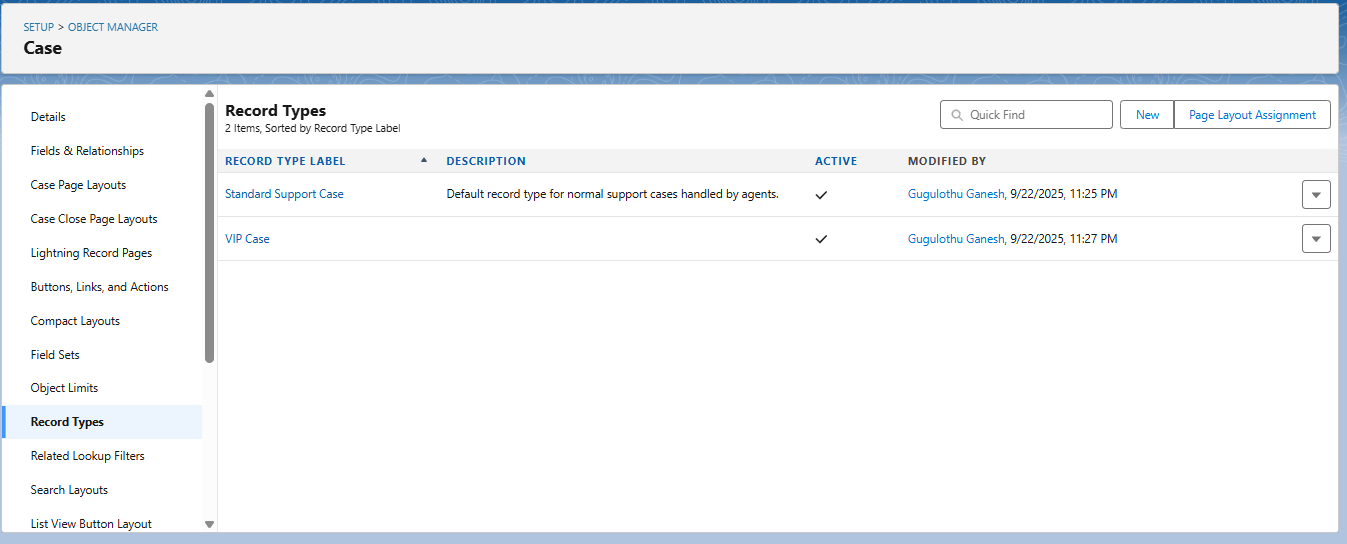 SETUP > OBJECT MANAGER
Case
Details
Fields & Relationships
Case Page Layouts
Case Close Page Layouts
Lightning Record Pages
Buttons, Links, and Actions
Compact Layouts
Field Sets
Object Limits
Record Types
Related Lookup Filters
Search Layouts
List View Button Layout
Record Types
2 Items, Sorted by Record Type Label
Quick Find
New
Page Layout Assignment
RECORD TYPE LABEL DESCRIPTION ACTIVE MODIFIED BY
Standard Support Case Default record type for normal support cases handled by agents. Gugulothu Ganesh, 9/22/2025, 11:25 PM
VIP Case Gugulothu Ganesh, 9/22/2025, 11:27 PM